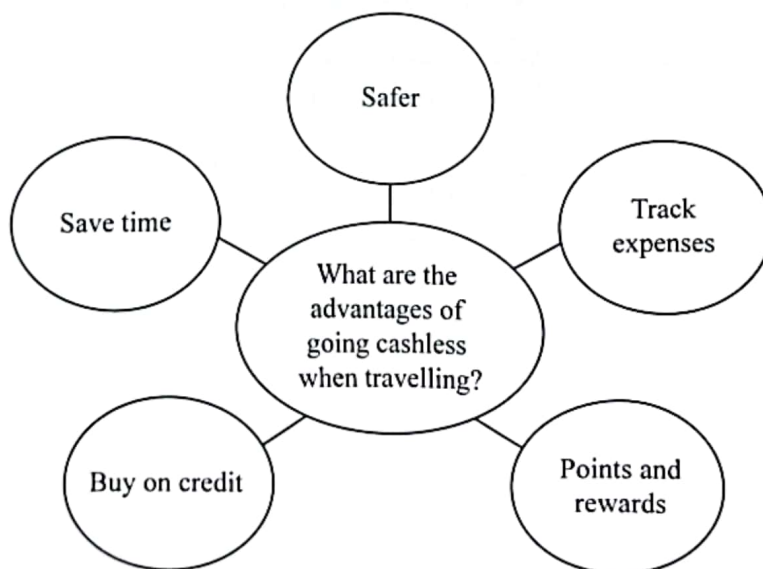 Safer
Save time
Track
expenses
What are the
advantages of
going cashless
when travelling?
Buy on credit
Points and
rewards